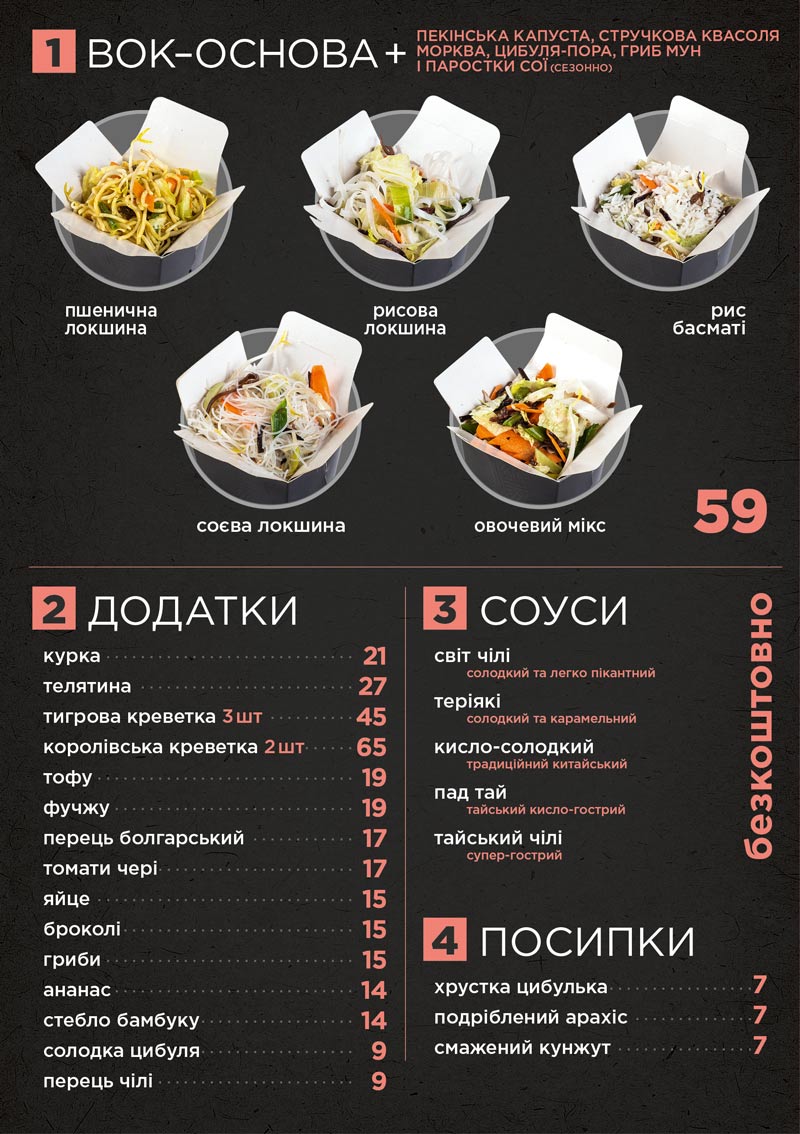 1 ВОК–ОСНОВА +
ПЕКІНСЬКА КАПУСТА, СТРУЧКОВА КВАСОЛЯ
МОРКВА, ЦИБУЛЯ-ПОРА, ГРИБ МУН
І ПАРОСТКИ СОЇ (СЕЗОННО)
пшенична
локшина
рисова
локшина
рис
басматі
соєва локшина
овочевий мікс
59
2 ДОДАТКИ
курка 21
телятина 27
тигрова креветка 3 шт 45
королівська креветка 2 шт 65
тофу 19
фучжу 19
перець болгарський 17
томати чері 17
яйце 15
броколі 15
гриби 15
ананас 14
стебло бамбуку 14
солодка цибуля 9
перець чілі 9
3 СОУСИ
світ чілі
солодкий та легко пікантний
теріякі
солодкий та карамельний
кисло-солодкий
традиційний китайський
пад тай
тайський кисло-гострий
тайський чілі
супер-гострий
безкоштовно
4 ПОСИПКИ
хрустка цибулька 7
подріблений арахіс 7
смажений кунжут 7